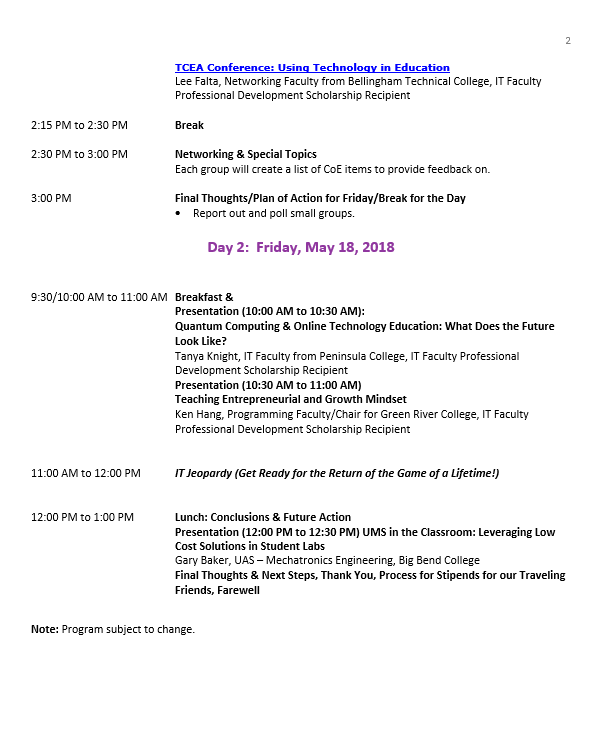 2
TCEA Conference: Using Technology in Education
Lee Falta, Networking Faculty from Bellingham Technical College, IT Faculty
Professional Development Scholarship Recipient
2:15 PM to 2:30 PM Break
2:30 PM to 3:00 PM Networking & Special Topics
Each group will create a list of CoE items to provide feedback on.
3:00 PM Final Thoughts/Plan of Action for Friday/Break for the Day
• Report out and poll small groups.
Day 2: Friday, May 18, 2018
9:30/10:00 AM to 11:00 AM Breakfast &
Presentation (10:00 AM to 10:30 AM):
Quantum Computing & Online Technology Education: What Does the Future
Look Like?
Tanya Knight, IT Faculty from Peninsula College, IT Faculty Professional
Development Scholarship Recipient
Presentation (10:30 AM to 11:00 AM)
Teaching Entrepreneurial and Growth Mindset
Ken Hang, Programming Faculty/Chair for Green River College, IT Faculty
Professional Development Scholarship Recipient
11:00 AM to 12:00 PM IT Jeopardy (Get Ready for the Return of the Game of a Lifetime!)
12:00 PM to 1:00 PM Lunch: Conclusions & Future Action
Presentation (12:00 PM to 12:30 PM) UMS in the Classroom: Leveraging Low
Cost Solutions in Student Labs
Gary Baker, UAS – Mechatronics Engineering, Big Bend College
Final Thoughts & Next Steps, Thank You, Process for Stipends for our Traveling
Friends, Farewell
Note: Program subject to change.